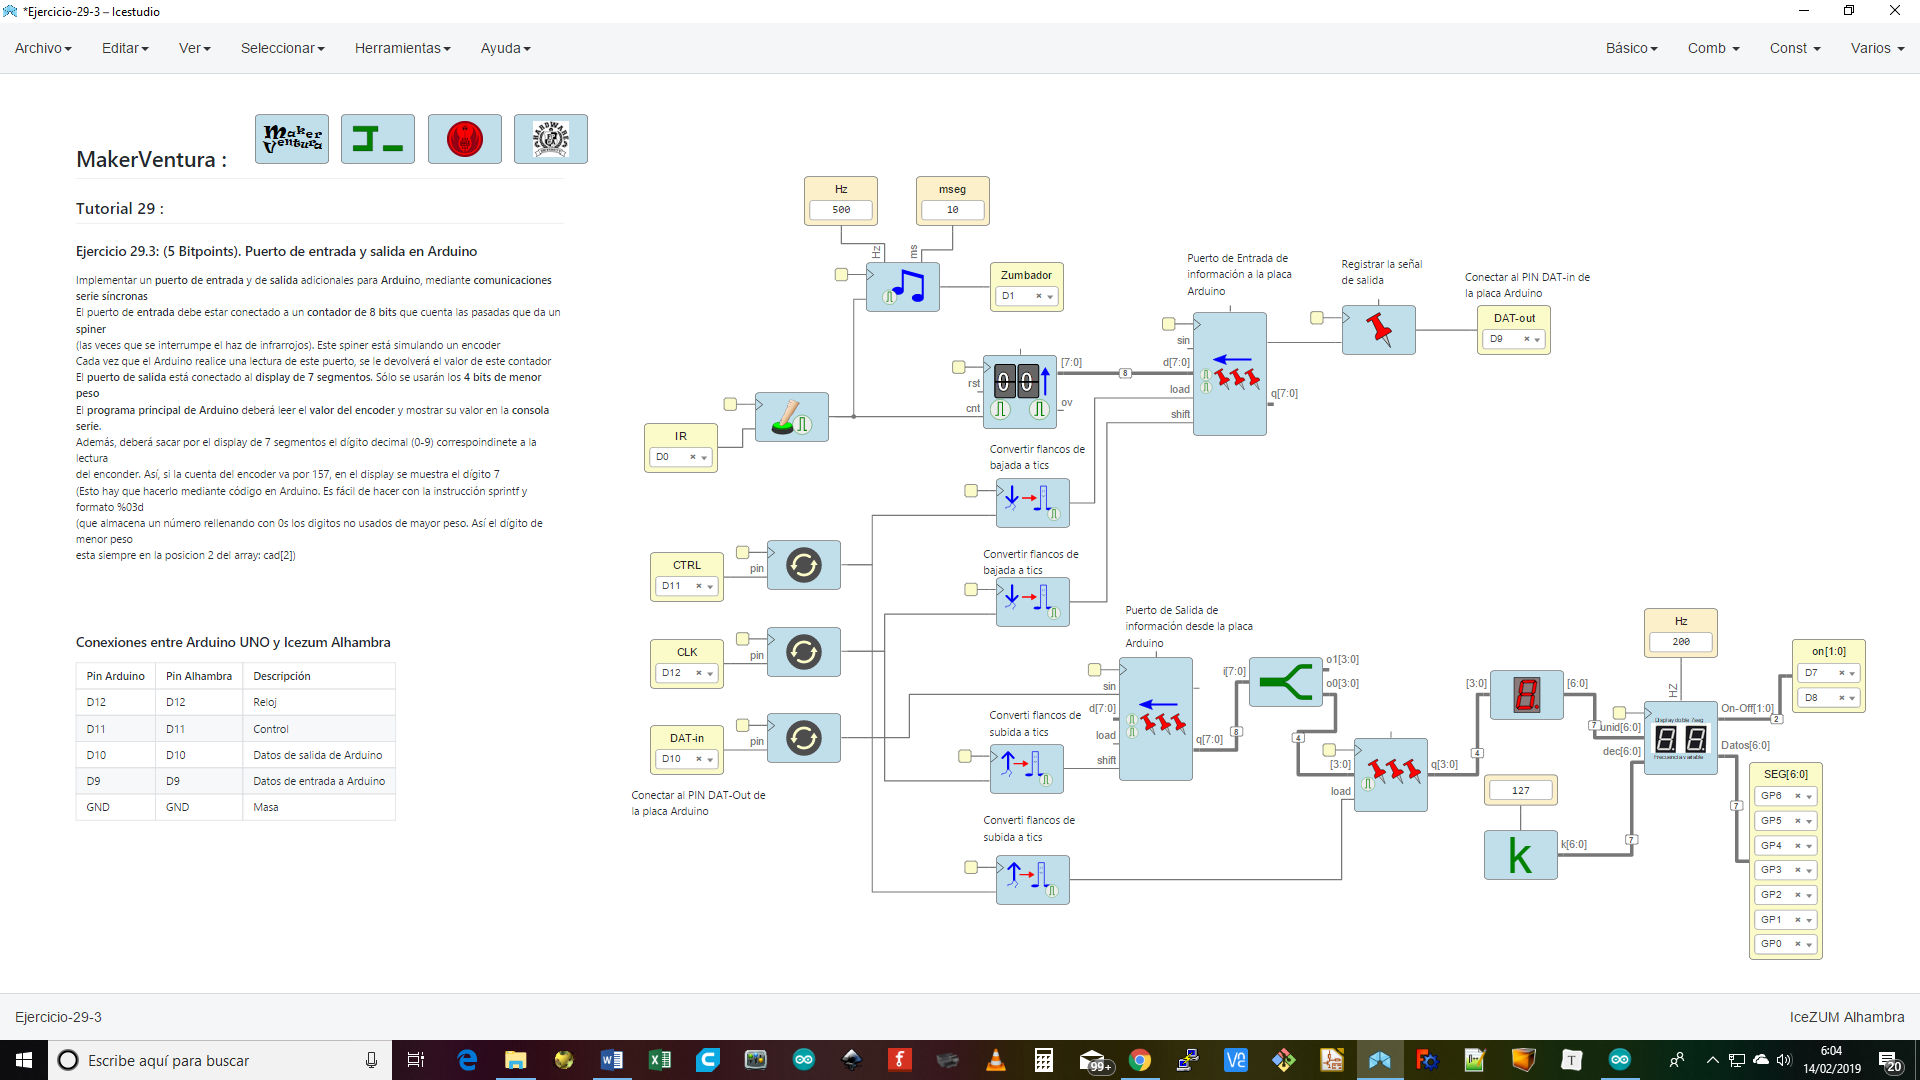 *Ejercicio-29-3 – Icestudio
Archivo Editar Ver Seleccionar Herramientas Ayuda Básico Comb Const Varios
MakerVentura :
Maker Ventura
Tutorial 29 :
Ejercicio 29.3: (5 Bitpoints). Puerto de entrada y salida en Arduino
Implementar un puerto de entrada y de salida adicionales para Arduino, mediante comunicaciones
serie síncronas
El puerto de entrada debe estar conectado a un contador de 8 bits que cuenta las pasadas que da un
spiner
(las veces que se interrumpe el haz de infrarrojos). Este spiner está simulando un encoder
Cada vez que el Arduino realice una lectura de este puerto, se le devolverá el valor de este contador
El puerto de salida está conectado al display de 7 segmentos. Sólo se usarán los 4 bits de menor
peso
El programa principal de Arduino deberá leer el valor del encoder y mostrar su valor en la consola
serie.
Además, deberá sacar por el display de 7 segmentos el dígito decimal (0-9) correspoindinete a la
lectura
del enconder. Así, si la cuenta del encoder va por 157, en el display se muestra el dígito 7
(Esto hay que hacerlo mediante código en Arduino. Es fácil de hacer con la instrucción sprintf y
formato %03d
(que almacena un número rellenando con 0s los digitos no usados de mayor peso. Así el dígito de
menor peso
esta siempre en la posicion 2 del array: cad[2])
Conexiones entre Arduino UNO y Icezum Alhambra
Pin Arduino Pin Alhambra Descripción
D12 D12 Reloj
D11 D11 Control
D10 D10 Datos de salida de Arduino
D9 D9 Datos de entrada a Arduino
GND GND Masa
Hz
500
mseg
10
Hz
ms
Zumbador
D1
IR
D0
rst
cnt
0 0
[7:0]
ov
8
Puerto de Entrada de
información a la placa
Arduino
sin
d[7:0]
load
shift
q[7:0]
Registrar la señal
de salida
Conectar al PIN DAT-in de
la placa Arduino
DAT-out
D9
Convertir flancos de
bajada a tics
Convertir flancos de
bajada a tics
CTRL
D11
pin
CLK
D12
pin
DAT-in
D10
pin
Conectar al PIN DAT-Out de
la placa Arduino
Converti flancos de
subida a tics
Converti flancos de
subida a tics
Puerto de Salida de
información desde la placa
Arduino
sin
d[7:0]
load
shift
q[7:0]
8
i[7:0]
o1[3:0]
o0[3:0]
4
[3:0]
load
q[3:0]
4
[3:0]
[6:0]
7
127
k
k[6:0]
7
Hz
200
HZ
unid[6:0]
dec[6:0]
Display doble 7seg
Frecuencia variable
On-Off[1:0]
2
Datos[6:0]
7
on[1:0]
D7
D8
SEG[6:0]
GP6
GP5
GP4
GP3
GP2
GP1
GP0
Ejercicio-29-3 IceZUM Alhambra
Escribe aquí para buscar
99+
6:04
14/02/2019
20